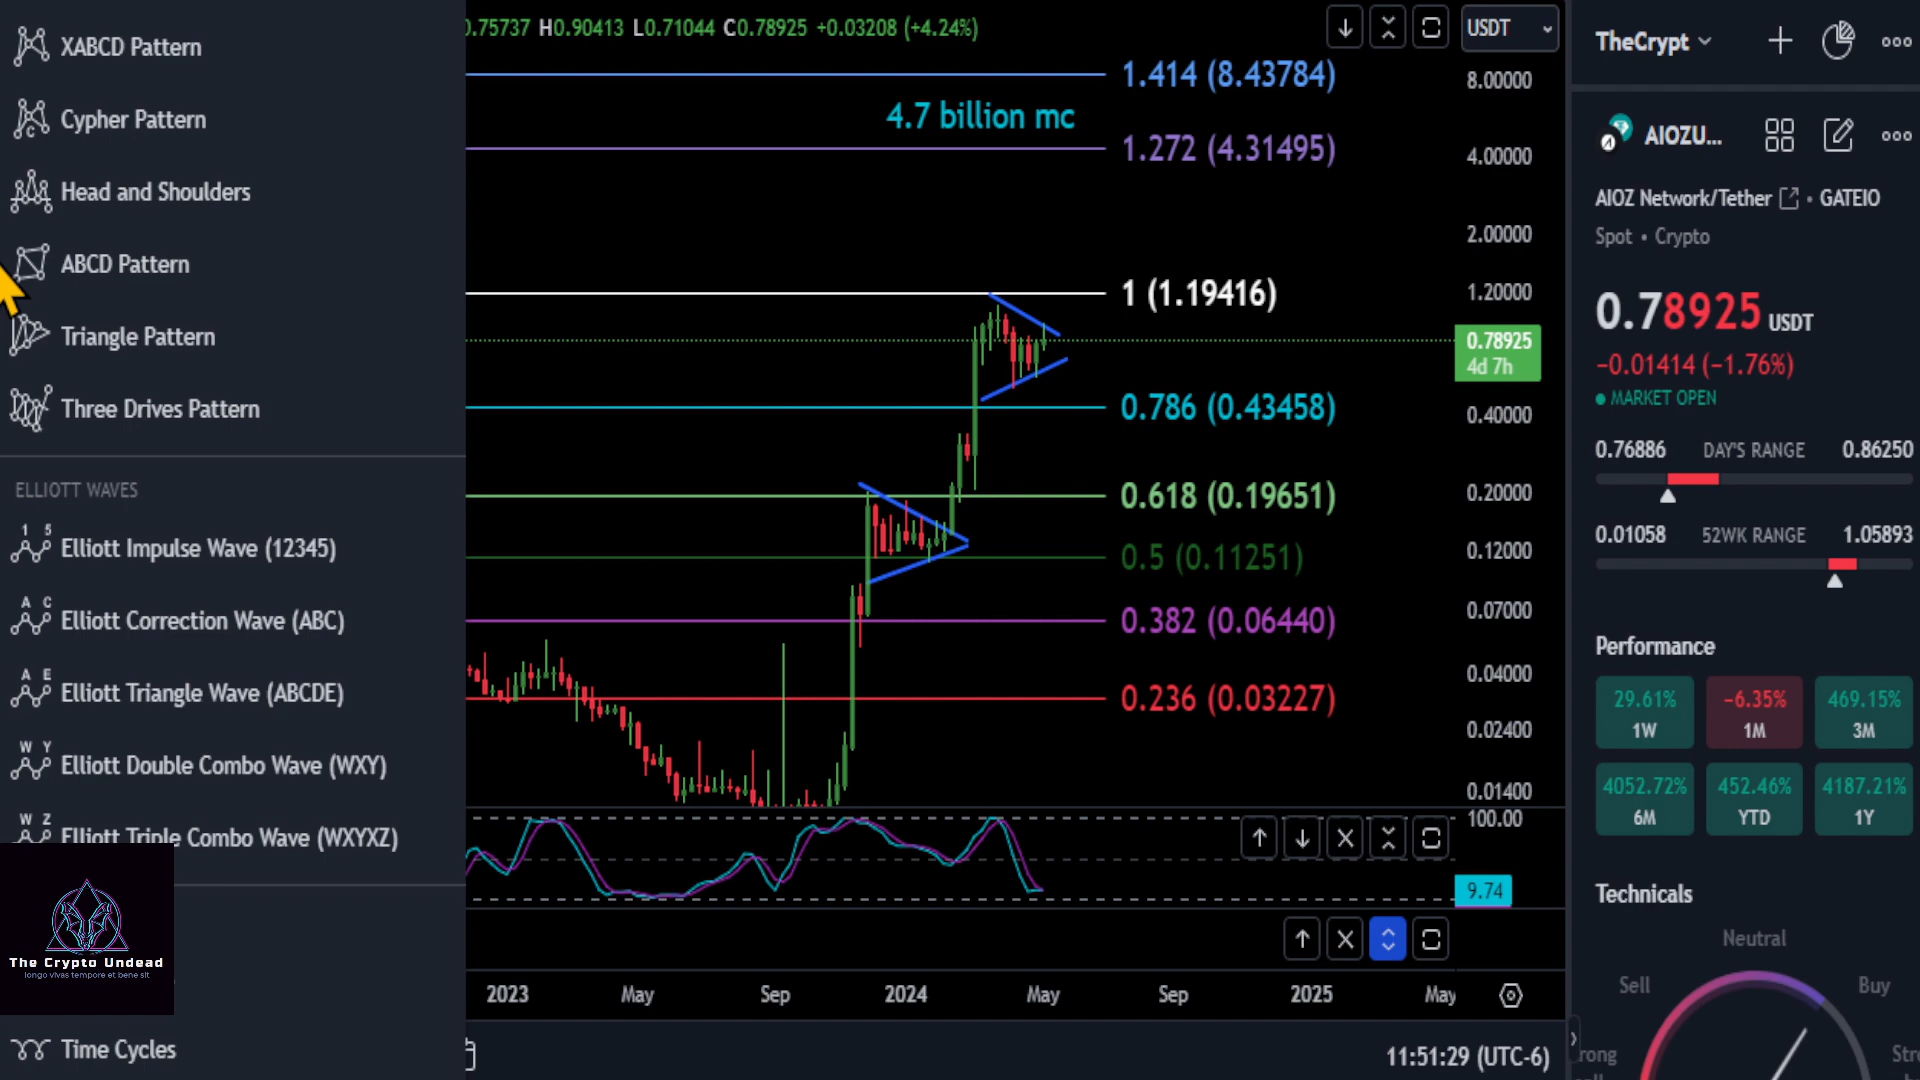 XABCD Pattern
Cypher Pattern
Head and Shoulders
ABCD Pattern
Triangle Pattern
Three Drives Pattern
ELLIOTT WAVES
Elliott Impulse Wave (12345)
Elliott Correction Wave (ABC)
Elliott Triangle Wave (ABCDE)
Elliott Double Combo Wave (WXY)
Elliott Triple Combo Wave (WXYXZ)
The Crypto Undead
longo vivas tempore et bene sit
Time Cycles
0.75737 H0.90413 L0.71044 C0.78925 +0.03208 (+4.24%)
USDT
1.414 (8.43784)
4.7 billion mc
1.272 (4.31495)
1 (1.19416)
0.786 (0.43458)
0.618 (0.19651)
0.5 (0.11251)
0.382 (0.06440)
0.236 (0.03227)
8.00000
4.00000
2.00000
1.20000
0.78925
4d 7h
0.40000
0.20000
0.12000
0.07000
0.04000
0.02400
0.01400
100.00
9.74
2023 May Sep 2024 May Sep 2025 May
11:51:29 (UTC-6)
TheCrypt
AIOZU...
AIOZ Network/Tether • GATEIO
Spot • Crypto
0.78925 USDT
−0.01414 (−1.76%)
MARKET OPEN
0.76886 DAY'S RANGE 0.86250
0.01058 52WK RANGE 1.05893
Performance
29.61% −6.35% 469.15%
1W 1M 3M
4052.72% 452.46% 4187.21%
6M YTD 1Y
Technicals
Neutral
Sell Buy